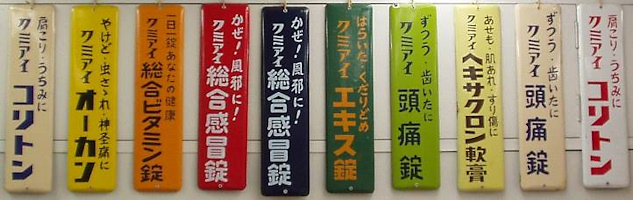 肩こり・うちみに
クミアイ コリトン
やけど・虫さゝれ・神圣痛に
クミアイ オーカン
一日一錠あなたの健康
クミアイ 総合ビタミン錠
かぜ!風邪に!
クミアイ 総合感冒錠
かぜ!風邪に!
クミアイ 総合感冒錠
はらいた・くだりどめ
クミアイ エキス錠
ずつう・歯いたに
クミアイ 頭痛錠
あせも・肌あれ・すり傷に
クミアイ ヘキサクロン軟膏
ずつう・歯いたに
クミアイ 頭痛錠
肩こり・うちみに
クミアイ コリトン